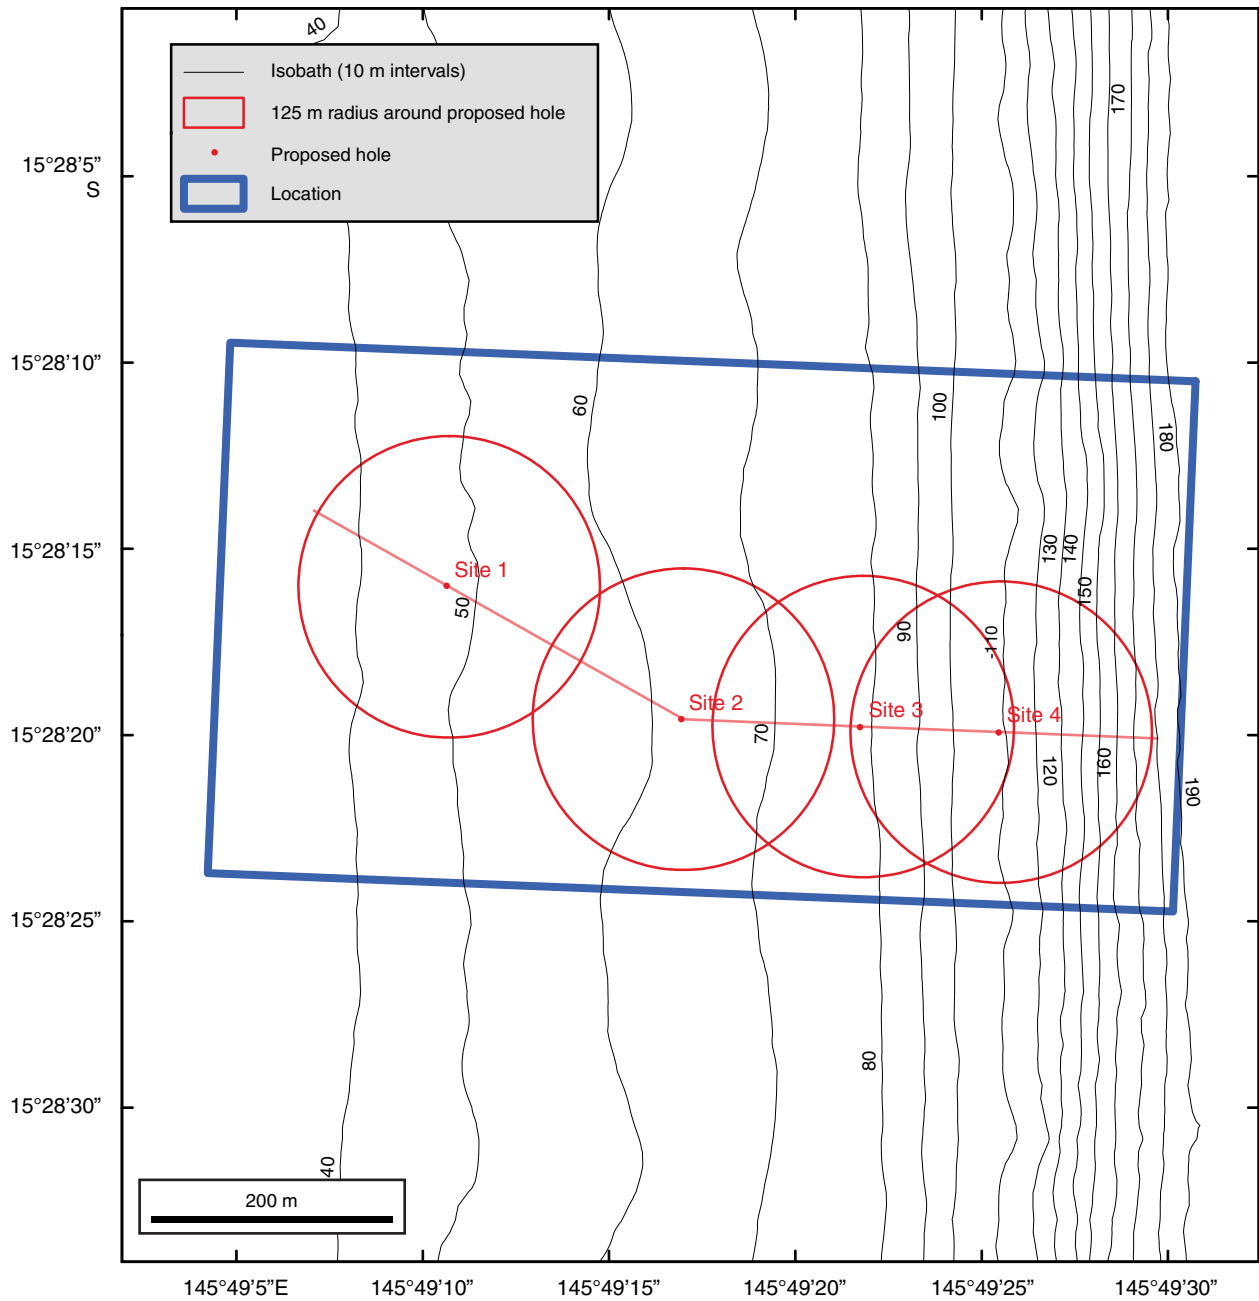 40
Isobath (10 m intervals)
125 m radius around proposed hole
Proposed hole
Location
170
15°28’5”
S
15°28’10”
60
100
180
15°28’15”
130
140
150
Site 1
50
90
-110
Site 2
Site 3
Site 4
15°28’20”
70
120
160
190
15°28’25”
80
15°28’30”
40
200 m
145°49’5”E
145°49’10”
145°49’15”
145°49’20”
145°49’25”
145°49’30”